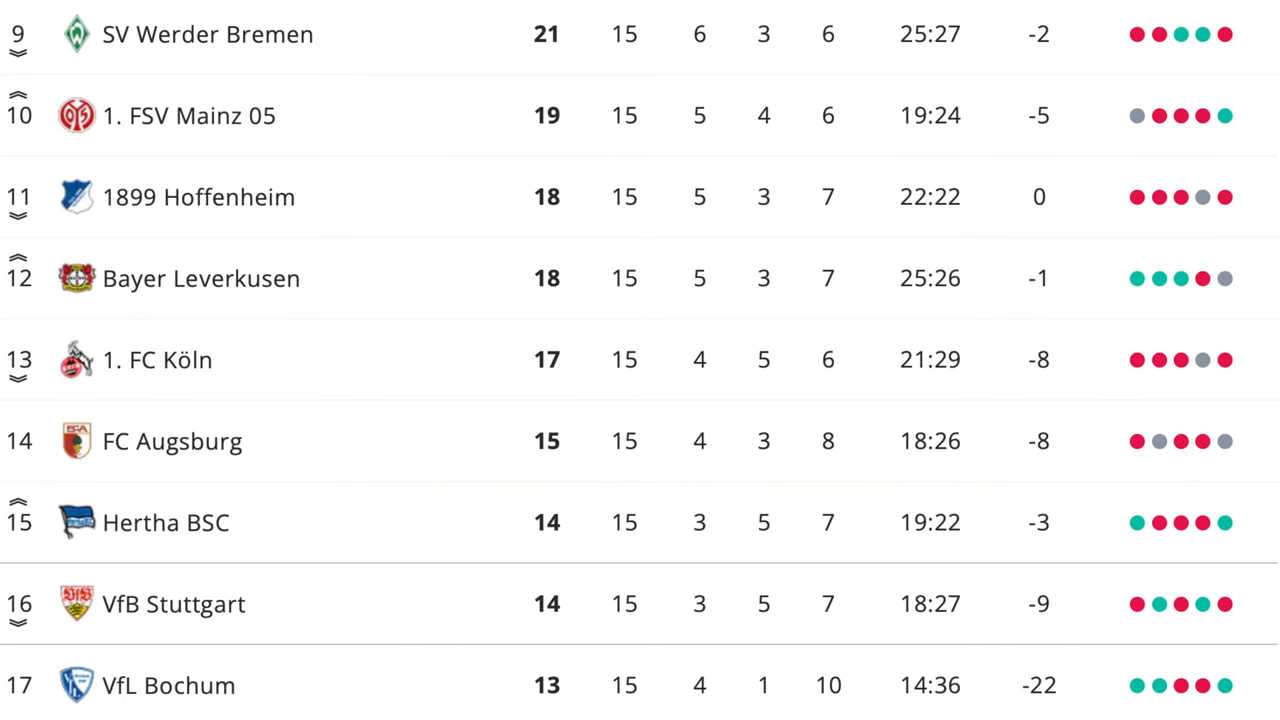 9 SV Werder Bremen 21 15 6 3 6 25:27 -2
10 1. FSV Mainz 05 19 15 5 4 6 19:24 -5
11 1899 Hoffenheim 18 15 5 3 7 22:22 0
12 Bayer Leverkusen 18 15 5 3 7 25:26 -1
13 1. FC Köln 17 15 4 5 6 21:29 -8
14 FC Augsburg 15 15 4 3 8 18:26 -8
15 Hertha BSC 14 15 3 5 7 19:22 -3
16 VfB Stuttgart 14 15 3 5 7 18:27 -9
17 VfL Bochum 13 15 4 1 10 14:36 -22